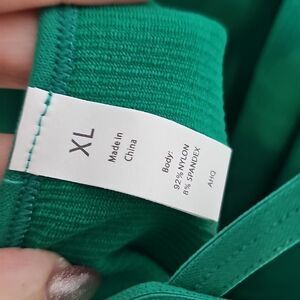 XL
Made in
China
Body:
92% NYLON
8% SPANDEX
AHQ